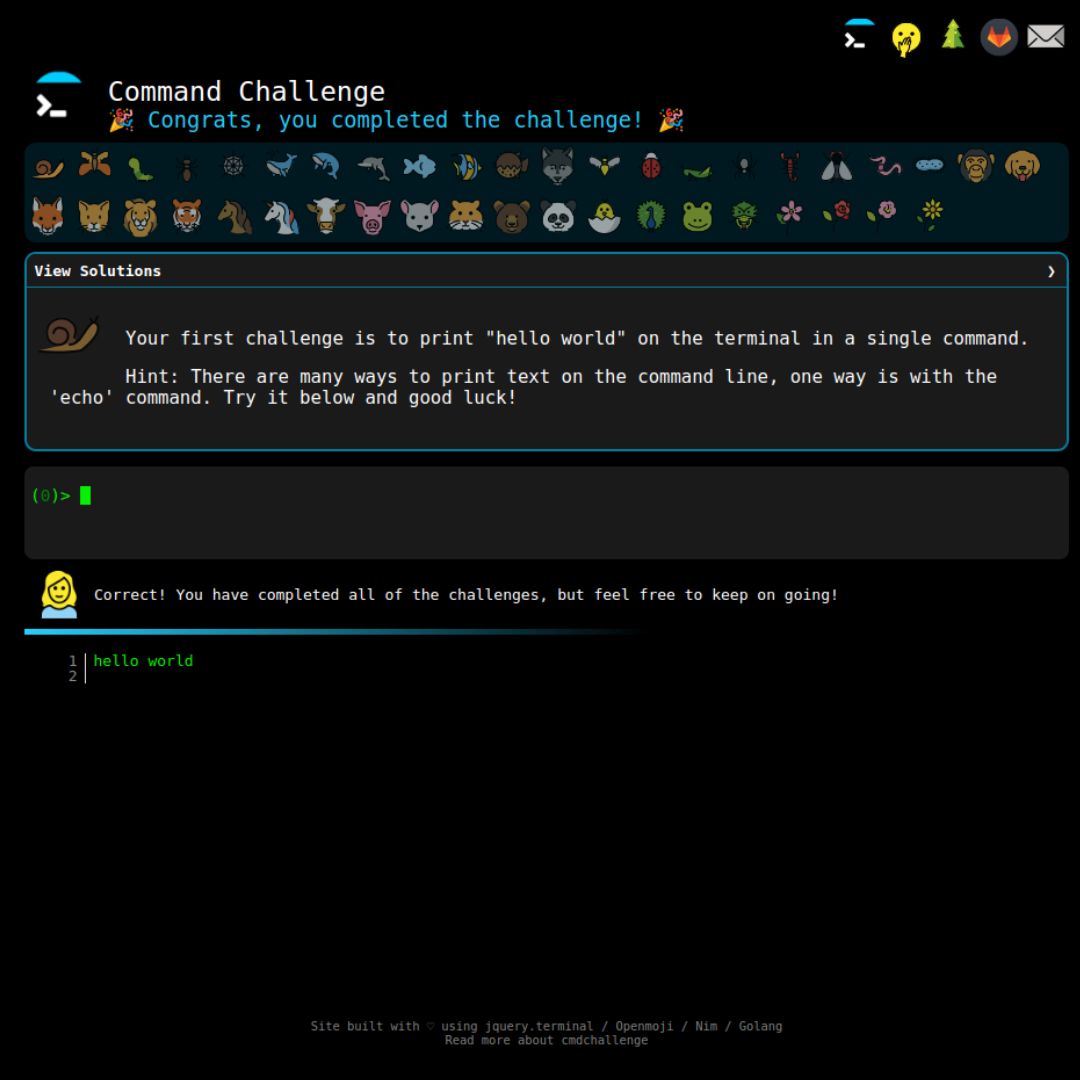 Command Challenge
🎉 Congrats, you completed the challenge! 🎉
View Solutions ❯
Your first challenge is to print "hello world" on the terminal in a single command.
Hint: There are many ways to print text on the command line, one way is with the
'echo' command. Try it below and good luck!
(0)>
Correct! You have completed all of the challenges, but feel free to keep on going!
1 hello world
2
Site built with ♡ using jquery.terminal / Openmoji / Nim / Golang
Read more about cmdchallenge